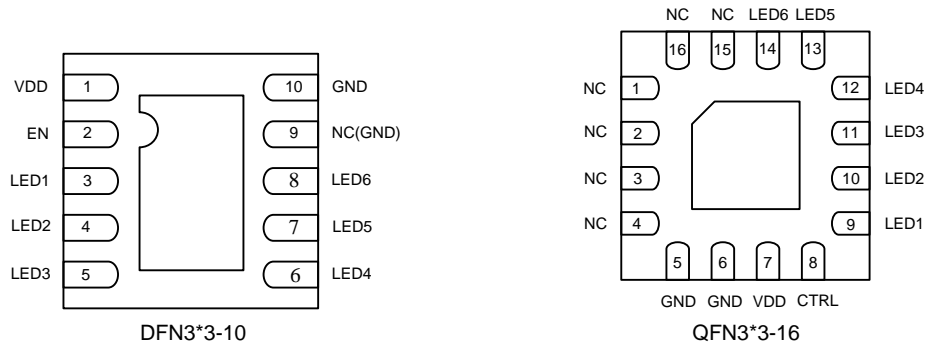 VDD 1 10 GND
EN 2 9 NC(GND)
LED1 3 8 LED6
LED2 4 7 LED5
LED3 5 6 LED4
DFN3*3-10
NC NC LED6 LED5
16 15 14 13
NC 1 12 LED4
NC 2 11 LED3
NC 3 10 LED2
NC 4 9 LED1
5 6 7 8
GND GND VDD CTRL
QFN3*3-16